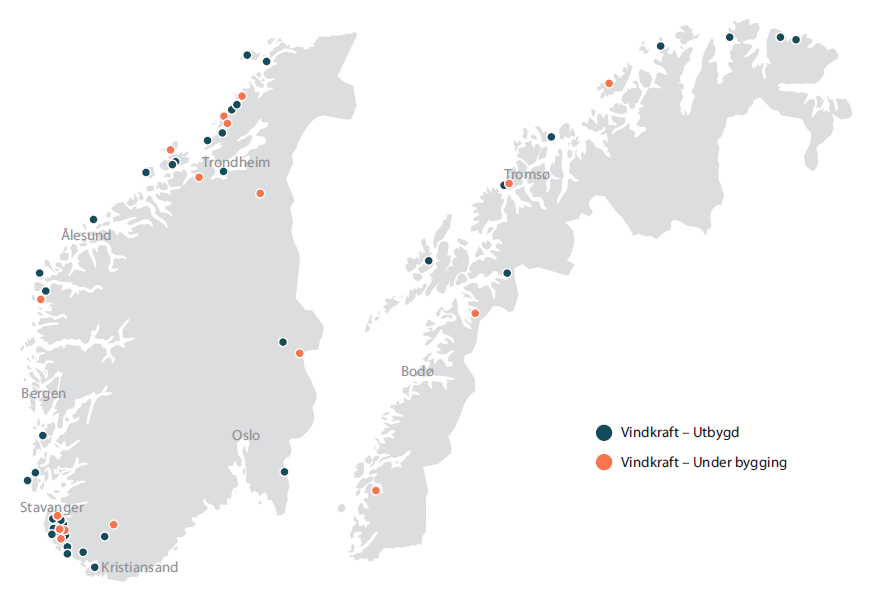 Trondheim
Tromsø
Ålesund
Bodø
Bergen
Oslo
Vindkraft – Utbygd
Vindkraft – Under bygging
Stavanger
Kristiansand